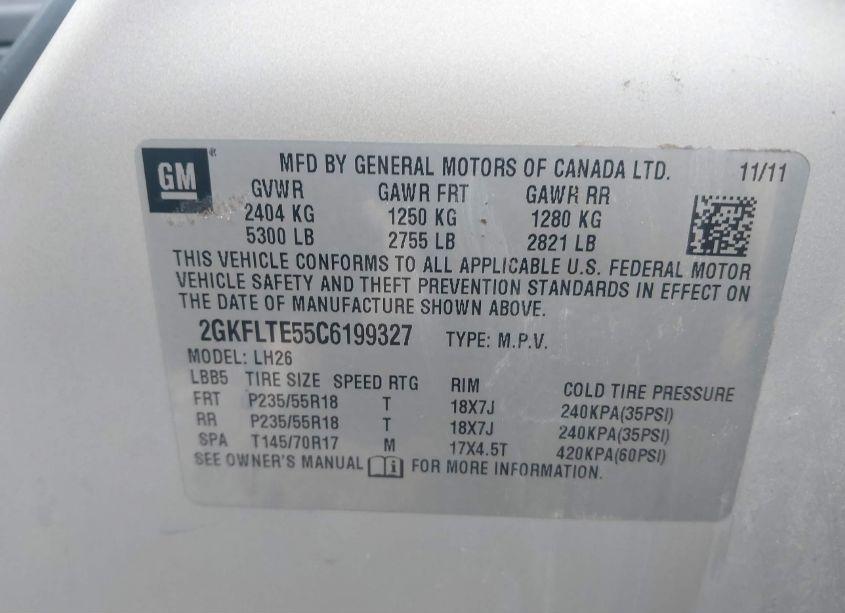 GM ® MFD BY GENERAL MOTORS OF CANADA LTD. 11/11
GVWR GAWR FRT GAWR RR
2404 KG 1250 KG 1280 KG
5300 LB 2755 LB 2821 LB
THIS VEHICLE CONFORMS TO ALL APPLICABLE U.S. FEDERAL MOTOR
VEHICLE SAFETY AND THEFT PREVENTION STANDARDS IN EFFECT ON
THE DATE OF MANUFACTURE SHOWN ABOVE.
2GKFLTE55C6199327 TYPE: M.P.V.
MODEL: LH26
LBB5 TIRE SIZE SPEED RTG RIM COLD TIRE PRESSURE
FRT P235/55R18 T 18X7J 240KPA(35PSI)
RR P235/55R18 T 18X7J 240KPA(35PSI)
SPA T145/70R17 M 17X4.5T 420KPA(60PSI)
SEE OWNER'S MANUAL i FOR MORE INFORMATION.